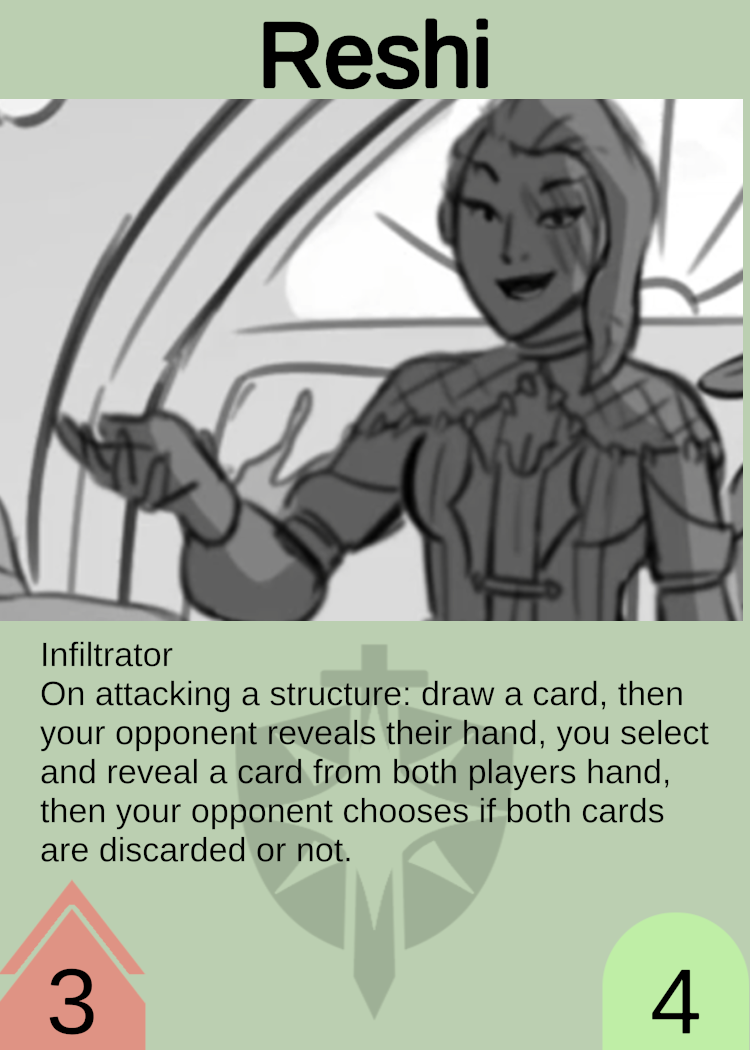 Reshi
Infiltrator
On attacking a structure: draw a card, then
your opponent reveals their hand, you select
and reveal a card from both players hand,
then your opponent chooses if both cards
are discarded or not.
3
4